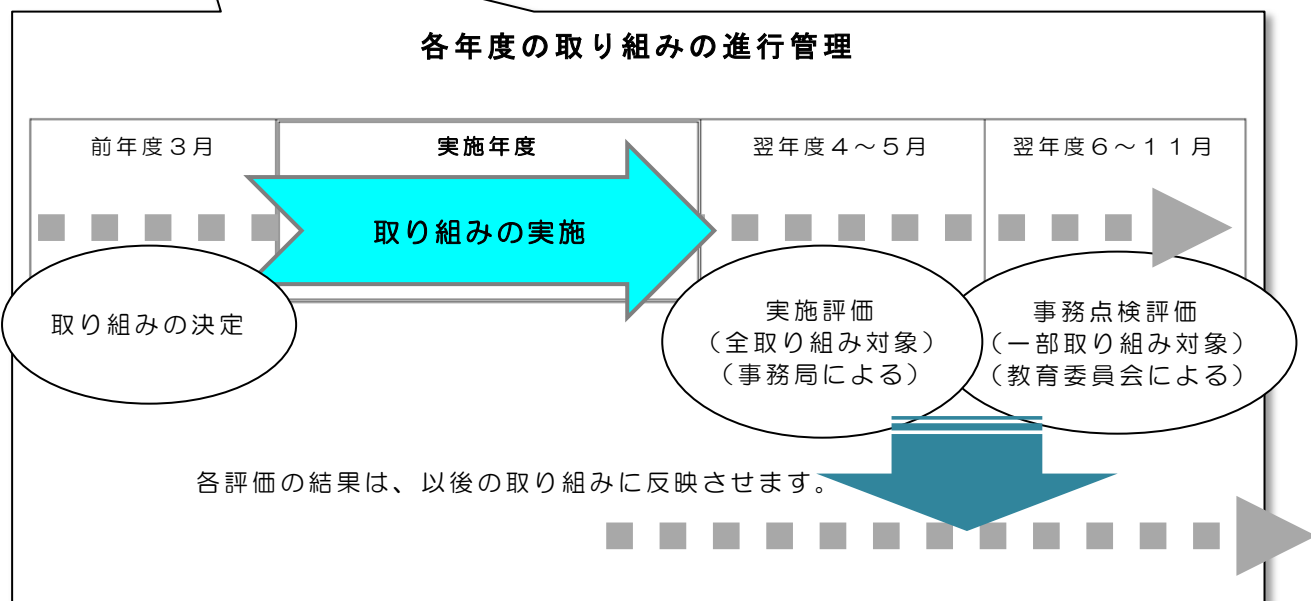 各年度の取り組みの進行管理
前年度3月
実施年度
翌年度4~5月
翌年度6~11月
取り組みの実施
取り組みの決定
実施評価
(全取り組み対象)
(事務局による)
事務点検評価
(一部取り組み対象)
(教育委員会による)
各評価の結果は、以後の取り組みに反映させます。